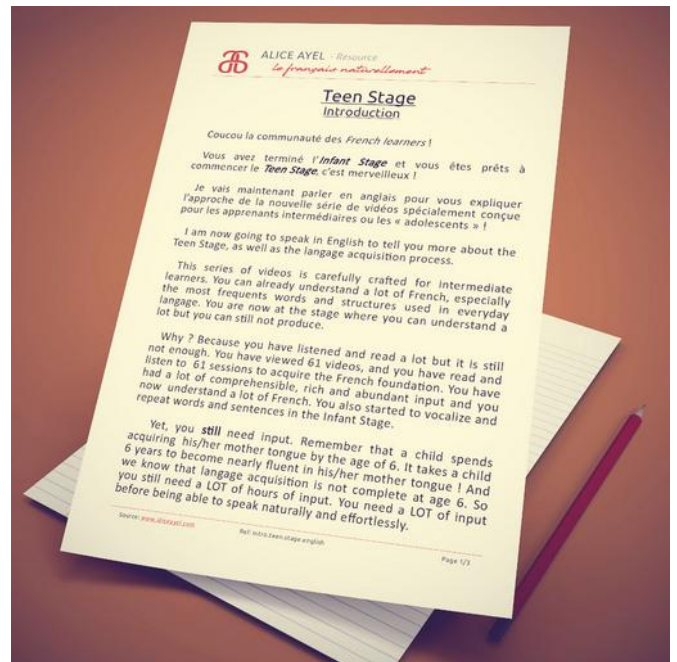 ALICE AYEL - Resource
le français naturellement
Teen Stage
Introduction
Coucou la communauté des French learners !
Vous avez terminé l'Infant Stage et vous êtes prêts à
commencer le Teen Stage, c'est merveilleux !
Je vais maintenant parler en anglais pour vous expliquer
l'approche de la nouvelle série de vidéos spécialement conçue
pour les apprenants intermédiaires ou les « adolescents » !
I am now going to speak in English to tell you more about the
Teen Stage, as well as the langage acquisition process.
This series of videos is carefully crafted for intermediate
learners. You can already understand a lot of French, especially
the most frequents words and structures used in everyday
langage. You are now at the stage where you can understand a
lot but you can still not produce.
Why ? Because you have listened and read a lot but it is still
not enough. You have viewed 61 videos, and you have read and
listen to 61 sessions to acquire the French foundation. You have
had a lot of comprehensible, rich and abundant input and you
now understand a lot of French. You also started to vocalize and
repeat words and sentences in the Infant Stage.
Yet, you still need input. Remember that a child spends
acquiring his/her mother tongue by the age of 6. It takes a child
6 years to become nearly fluent in his/her mother tongue ! And
we know that langage acquisition is not complete at age 6. So
you still need a LOT of hours of input. You need a LOT of input
before being able to speak naturally and effortlessly.
Source: www.aliceayel.com
Ref: intro.teen.stage.english
Page 1/3